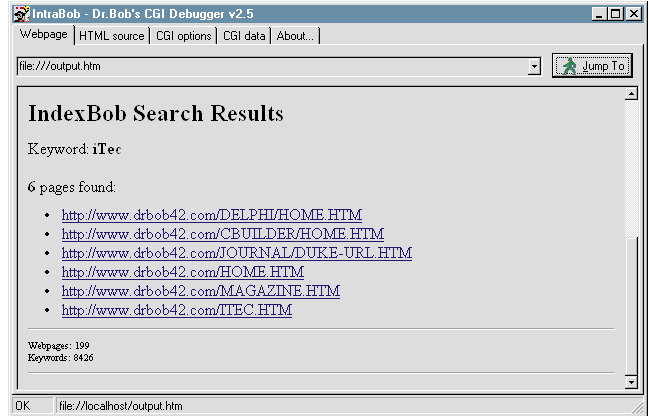 IntraBob - Dr.Bob's CGI Debugger v2.5
Webpage HTML source CGI options CGI data About...
file:///output.htm Jump To
IndexBob Search Results
Keyword: iTec
6 pages found:
• http://www.drbob42.com/DELPHI/HOME.HTM
• http://www.drbob42.com/CBUILDER/HOME.HTM
• http://www.drbob42.com/JOURNAL/DUKE-URL.HTM
• http://www.drbob42.com/HOME.HTM
• http://www.drbob42.com/MAGAZINE.HTM
• http://www.drbob42.com/ITEC.HTM
Webpages: 199
Keywords: 8426
OK file://localhost/output.htm